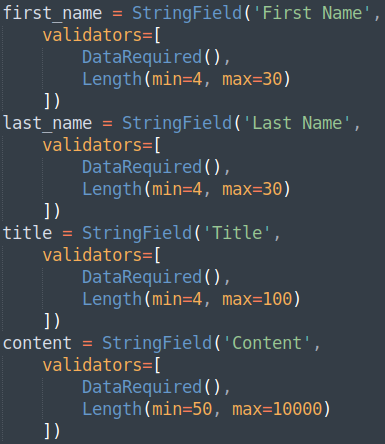 first_name = StringField('First Name',
    validators=[
        DataRequired(),
        Length(min=4, max=30)
    ])
last_name = StringField('Last Name',
    validators=[
        DataRequired(),
        Length(min=4, max=30)
    ])
title = StringField('Title',
    validators=[
        DataRequired(),
        Length(min=4, max=100)
    ])
content = StringField('Content',
    validators=[
        DataRequired(),
        Length(min=50, max=10000)
    ])